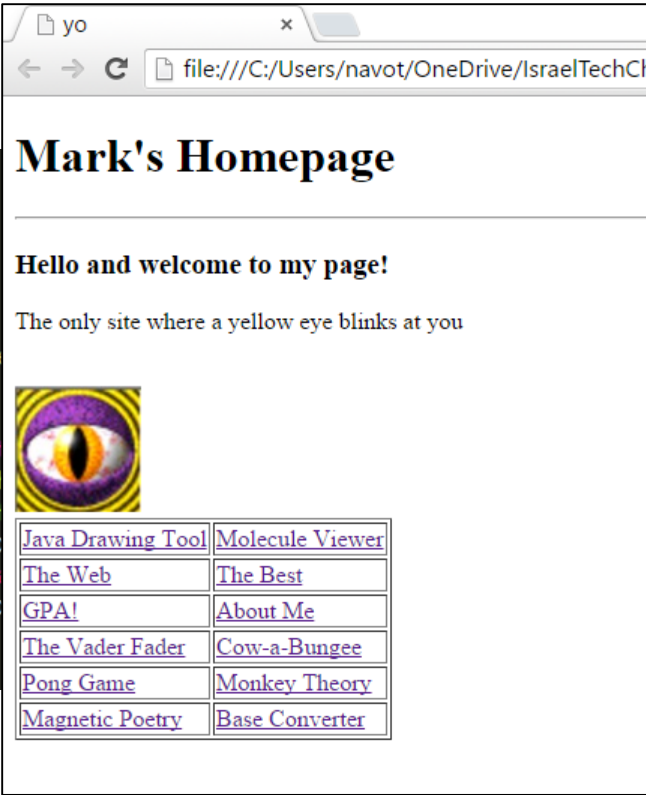 yo
file:///C:/Users/navot/OneDrive/IsraelTechCh
Mark's Homepage
Hello and welcome to my page!
The only site where a yellow eye blinks at you
Java Drawing Tool Molecule Viewer
The Web The Best
GPA! About Me
The Vader Fader Cow-a-Bungee
Pong Game Monkey Theory
Magnetic Poetry Base Converter